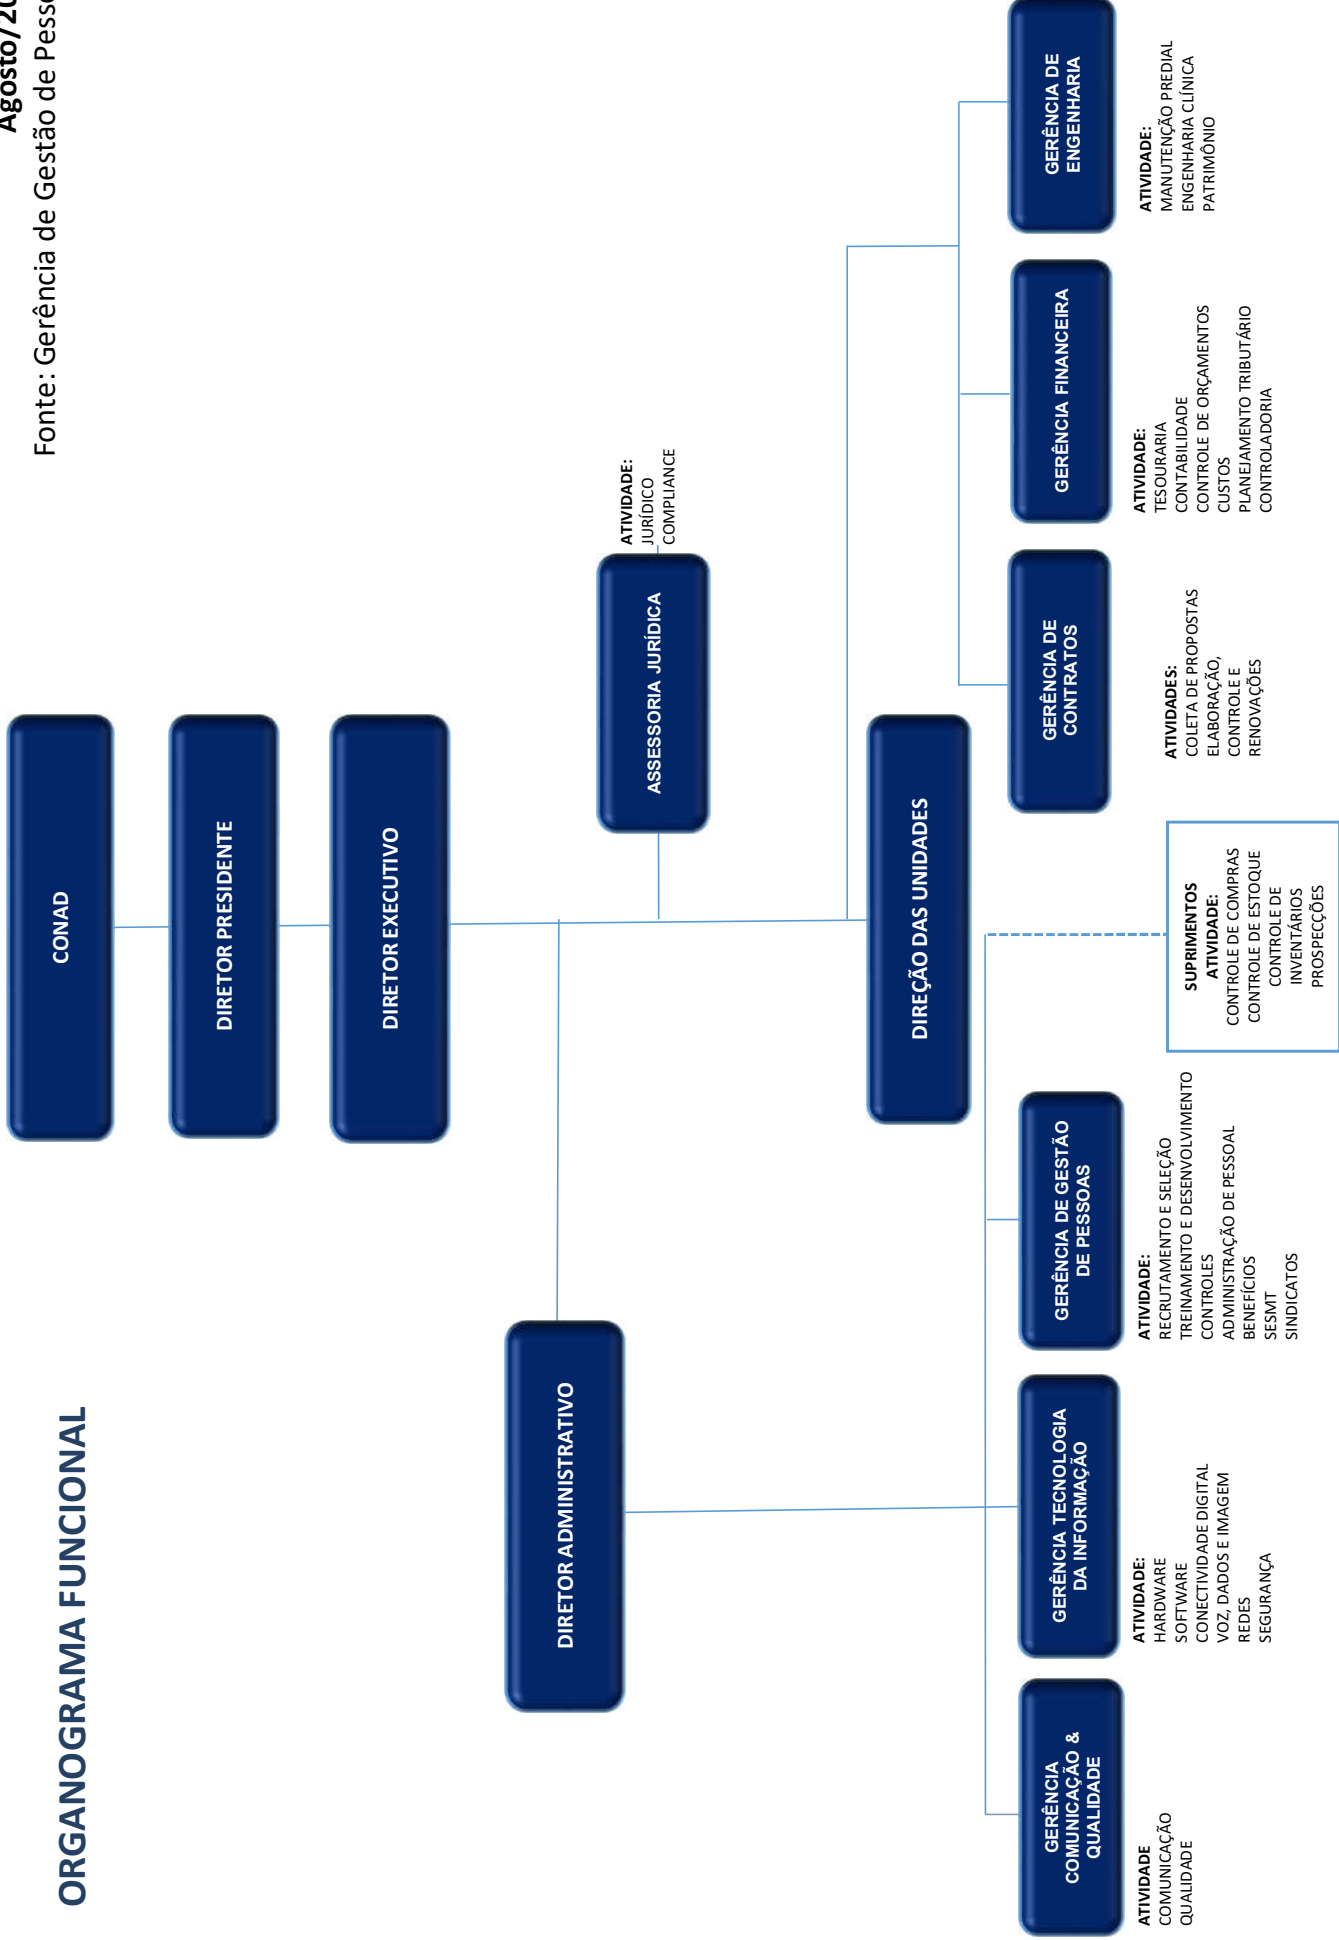 ORGANOGRAMA FUNCIONAL
Fonte: Gerência de Gestão de
CONAD
DIRETOR PRESIDENTE
DIRETOR EXECUTIVO
DIRETOR ADMINISTRATIVO
ASSESSORIA JURÍDICA
ATIVIDADE:
JURÍDICO
COMPLIANCE
DIREÇÃO DAS UNIDADES
GERÊNCIA
COMUNICAÇÃO &
QUALIDADE
ATIVIDADE
COMUNICAÇÃO
QUALIDADE
GERÊNCIA TECNOLOGIA
DA INFORMAÇÃO
ATIVIDADE:
HARDWARE
SOFTWARE
CONECTIVIDADE DIGITAL
VOZ, DADOS E IMAGEM
REDES
SEGURANÇA
GERÊNCIA DE GESTÃO
DE PESSOAS
ATIVIDADE:
RECRUTAMENTO E SELEÇÃO
TREINAMENTO E DESENVOLVIMENTO
CONTROLES
ADMINISTRAÇÃO DE PESSOAL
BENEFÍCIOS
SESMT
SINDICATOS
SUPRIMENTOS
ATIVIDADE:
CONTROLE DE COMPRAS
CONTROLE DE ESTOQUE
CONTROLE DE
INVENTÁRIOS
PROSPECÇÕES
GERÊNCIA DE
CONTRATOS
ATIVIDADES:
COLETA DE PROPOSTAS
ELABORAÇÃO,
CONTROLE E
RENOVAÇÕES
GERÊNCIA FINANCEIRA
ATIVIDADE:
TESOURARIA
CONTABILIDADE
CONTROLE DE ORÇAMENTOS
CUSTOS
PLANEJAMENTO TRIBUTÁRIO
CONTROLADORIA
GERÊNCIA DE
ENGENHARIA
ATIVIDADE:
MANUTENÇÃO PREDIAL
ENGENHARIA CLÍNICA
PATRIMÔNIO